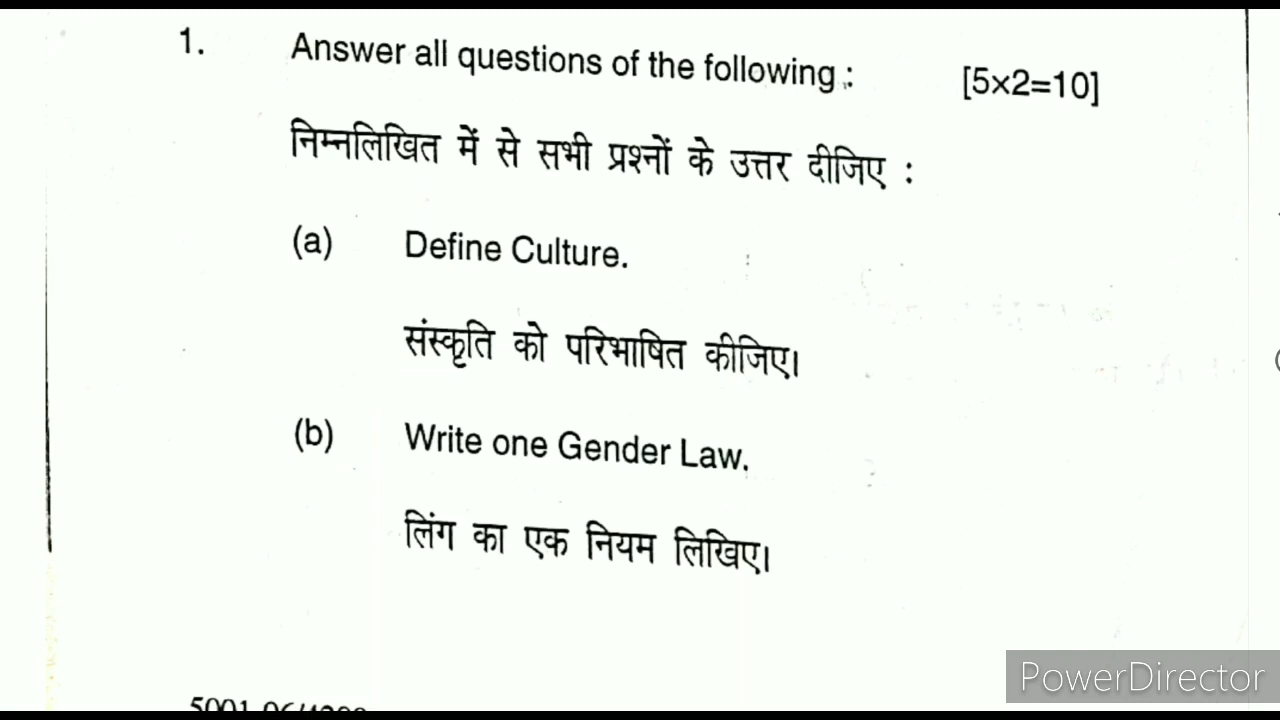 1. Answer all questions of the following : [5×2=10]
निम्नलिखित में से सभी प्रश्नों के उत्तर दीजिए :
(a) Define Culture.
संस्कृति को परिभाषित कीजिए।
(b) Write one Gender Law.
लिंग का एक नियम लिखिए।
PowerDirector